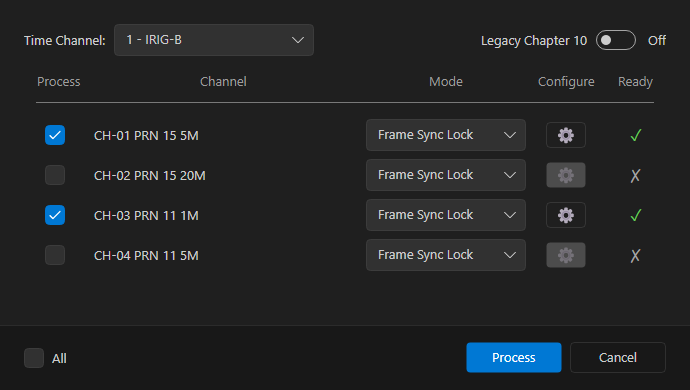 Time Channel: 1 - IRIG-B Legacy Chapter 10 Off
Process Channel Mode Configure Ready
CH-01 PRN 15 5M Frame Sync Lock ✓
CH-02 PRN 15 20M Frame Sync Lock ✗
CH-03 PRN 11 1M Frame Sync Lock ✓
CH-04 PRN 11 5M Frame Sync Lock ✗
All Process Cancel